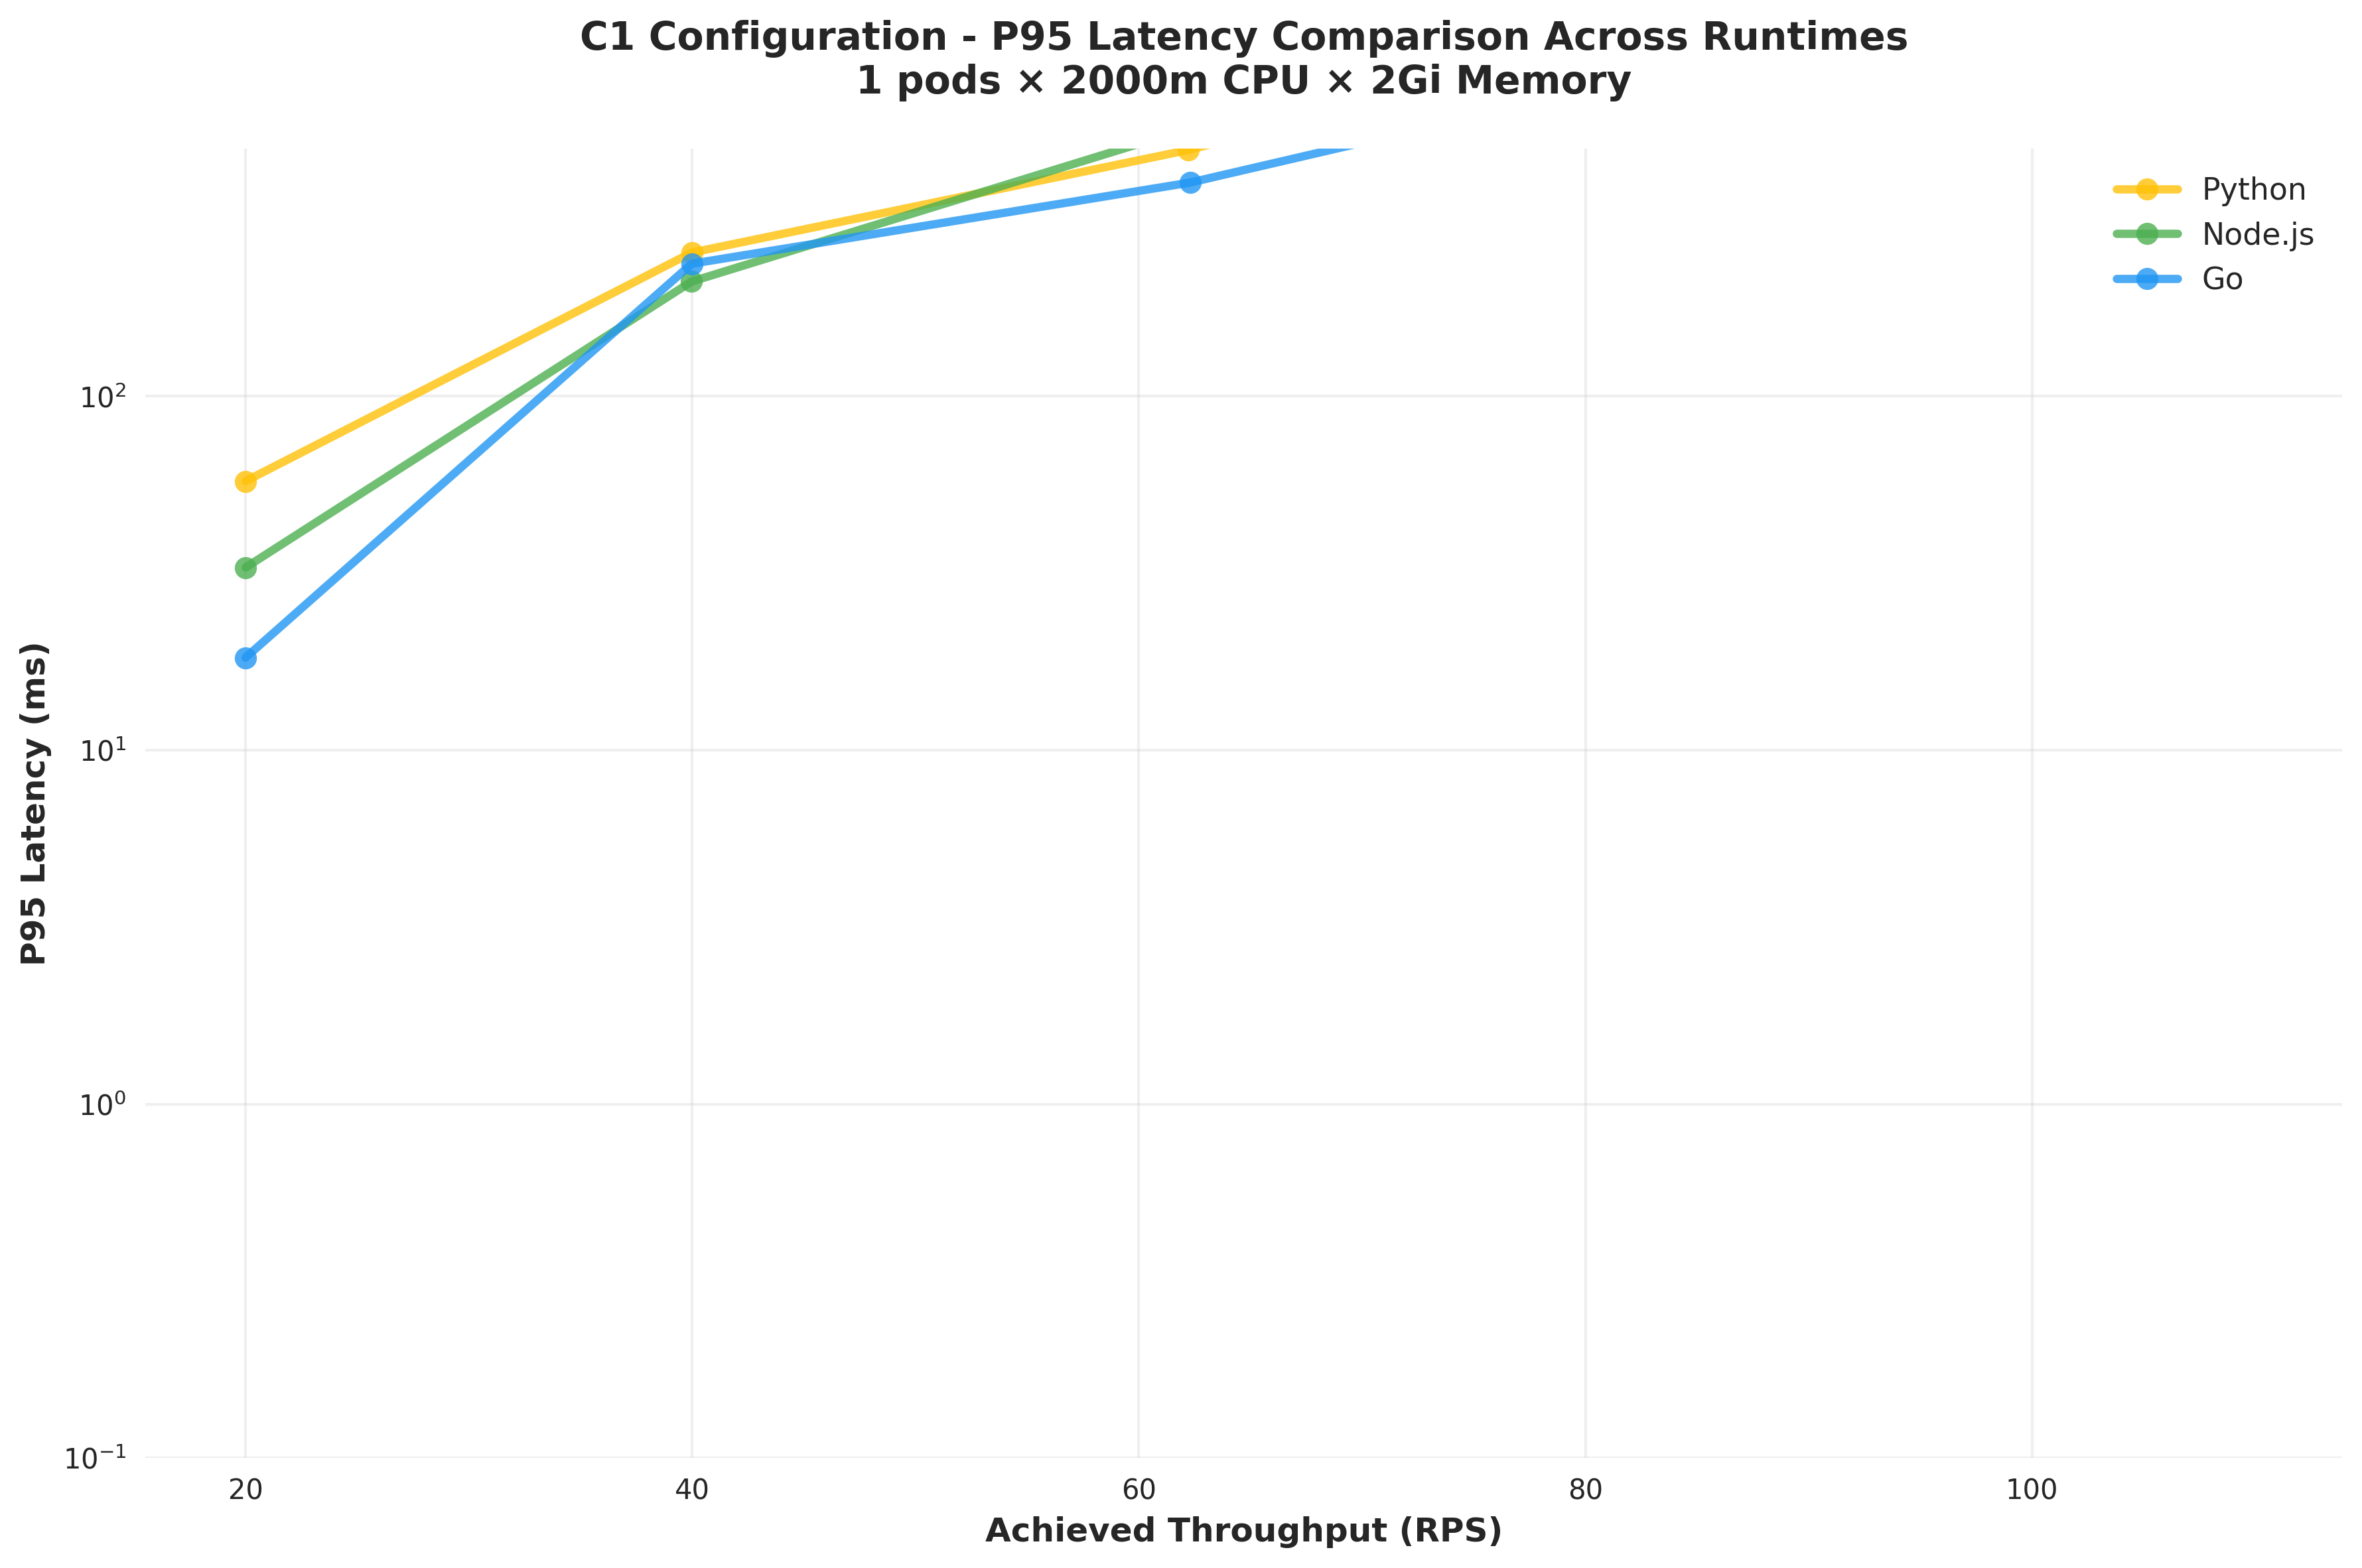 C1 Configuration - P95 Latency Comparison Across Runtimes
1 pods × 2000m CPU × 2Gi Memory
Python
Node.js
Go
P95 Latency (ms)
10²
10¹
10⁰
10⁻¹
20 40 60 80 100
Achieved Throughput (RPS)